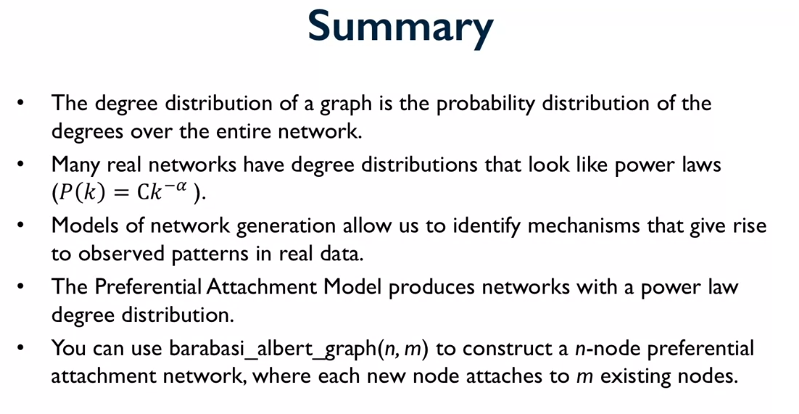 Summary
• The degree distribution of a graph is the probability distribution of the
degrees over the entire network.
• Many real networks have degree distributions that look like power laws
(P(k) = Ck^{−α} ).
• Models of network generation allow us to identify mechanisms that give rise
to observed patterns in real data.
• The Preferential Attachment Model produces networks with a power law
degree distribution.
• You can use barabasi_albert_graph(n, m) to construct a n-node preferential
attachment network, where each new node attaches to m existing nodes.